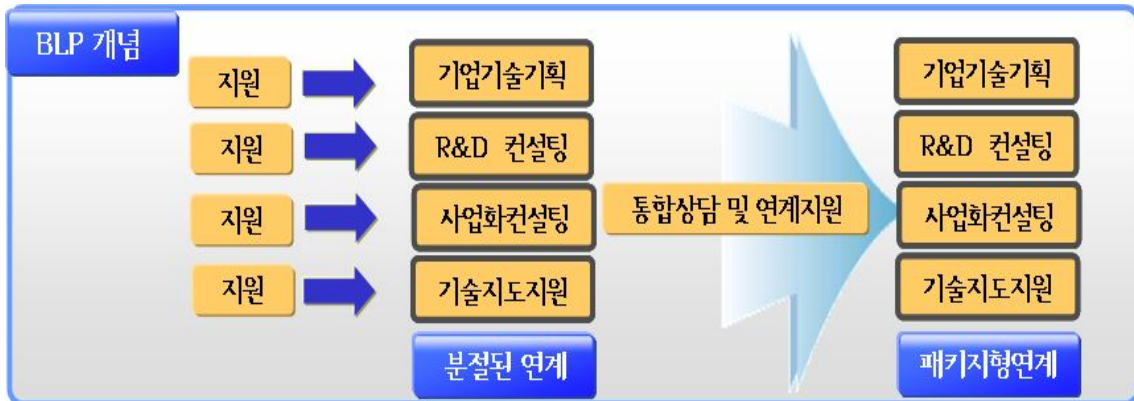 BLP 개념
지원
기업기술기획
기업기술기획
지원
R&D 컨설팅
R&D 컨설팅
지원
사업화컨설팅
통합상담 및 연계지원
사업화컨설팅
지원
기술지도지원
기술지도지원
분절된 연계
패키지형연계